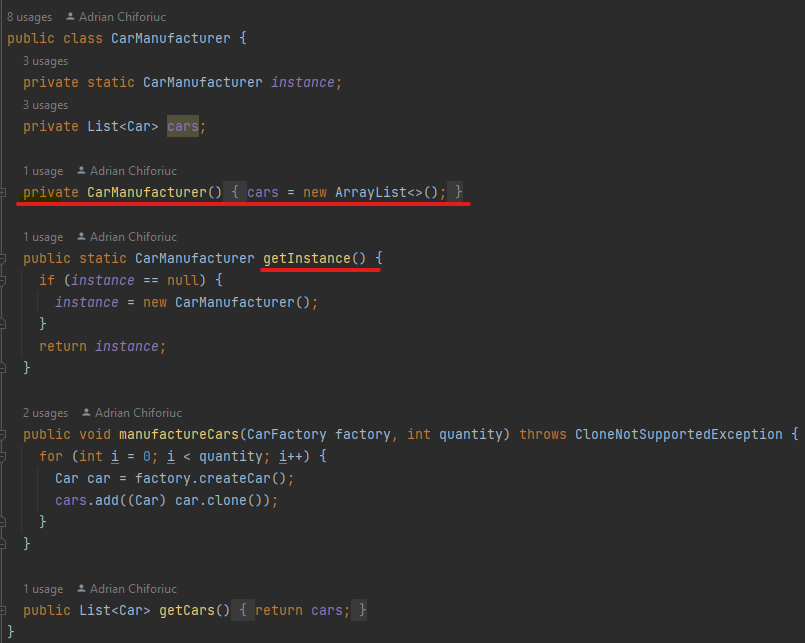 8 usages Adrian Chiforiuc
public class CarManufacturer {
3 usages
private static CarManufacturer instance;
3 usages
private List<Car> cars;
1 usage Adrian Chiforiuc
private CarManufacturer() { cars = new ArrayList<>(); }
1 usage Adrian Chiforiuc
public static CarManufacturer getInstance() {
if (instance == null) {
instance = new CarManufacturer();
}
return instance;
}
2 usages Adrian Chiforiuc
public void manufactureCars(CarFactory factory, int quantity) throws CloneNotSupportedException {
for (int i = 0; i < quantity; i++) {
Car car = factory.createCar();
cars.add((Car) car.clone());
}
}
1 usage Adrian Chiforiuc
public List<Car> getCars() { return cars; }
}